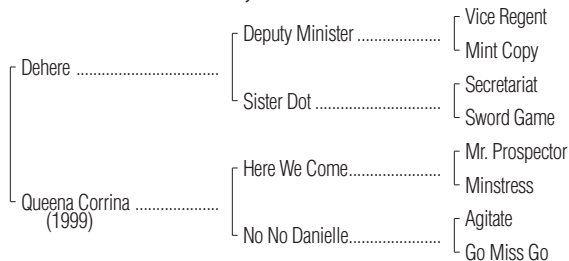 Vice Regent
Deputy Minister ...................
Mint Copy
Dehere ................................
Secretariat
Sister Dot ............................
Sword Game
Mr. Prospector
Here We Come.....................
Minstress
Queena Corrina ...................
(1999)
Agitate
No No Danielle.....................
Go Miss Go